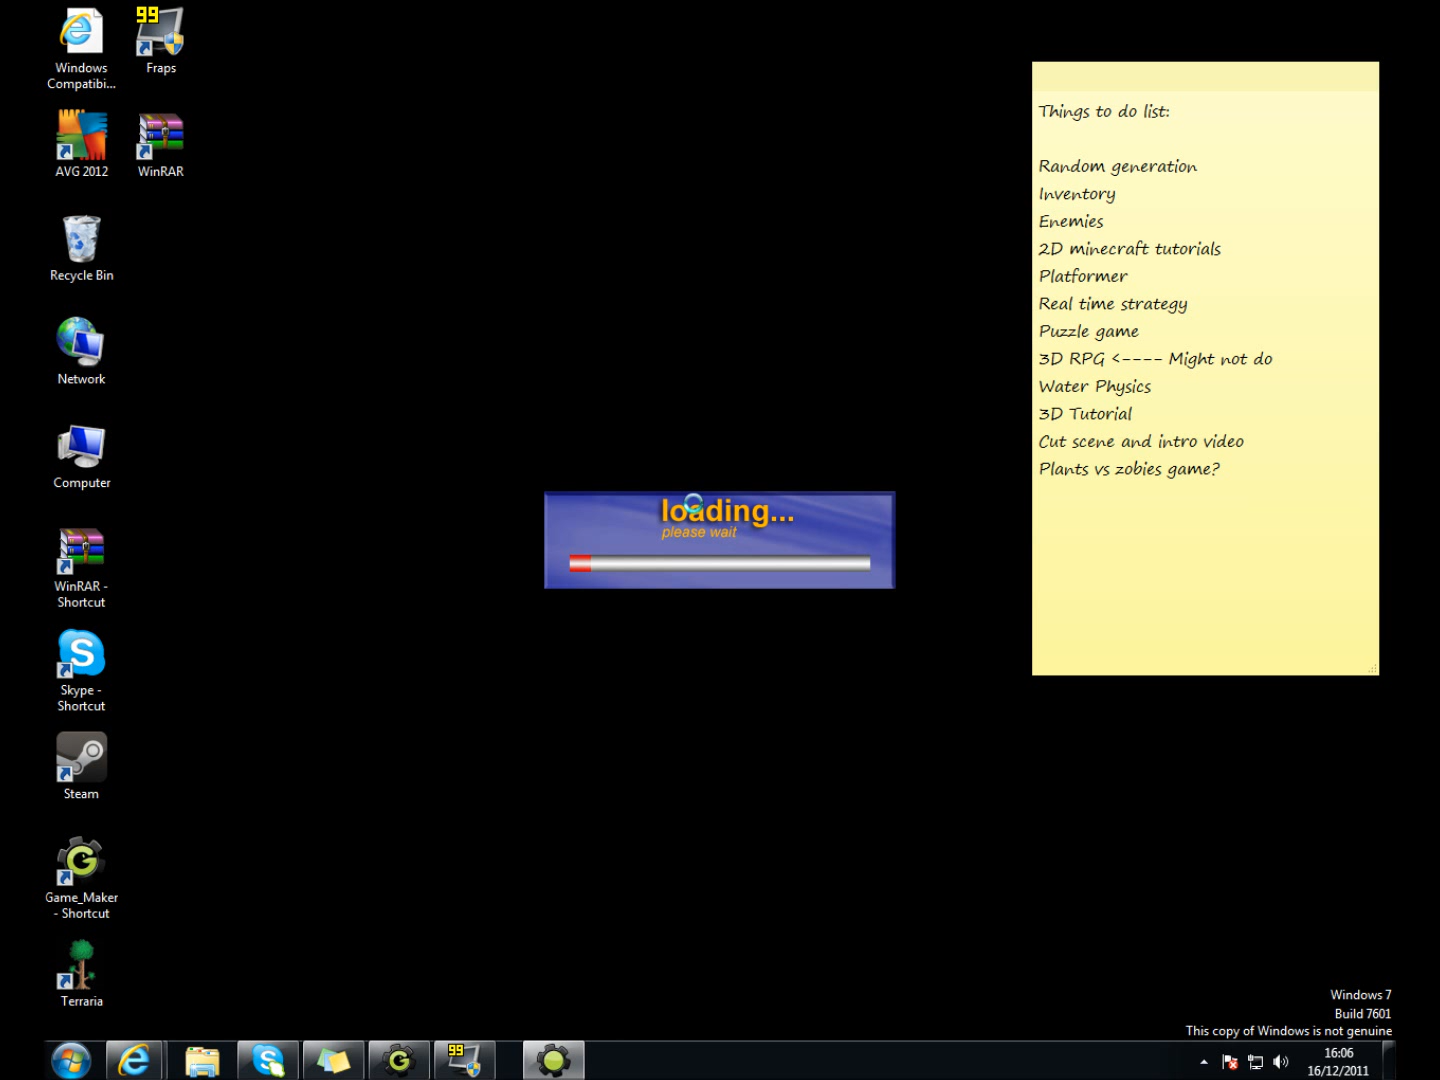 99
Windows
Compatibi...
Fraps
AVG 2012
WinRAR
Recycle Bin
Network
Computer
WinRAR -
Shortcut
Skype -
Shortcut
Steam
Game_Maker
- Shortcut
Terraria
loading...
please wait
Things to do list:
Random generation
Inventory
Enemies
2D minecraft tutorials
Platformer
Real time strategy
Puzzle game
3D RPG <---- Might not do
Water Physics
3D Tutorial
Cut scene and intro video
Plants vs zobies game?
Windows 7
Build 7601
This copy of Windows is not genuine
99
16:06
16/12/2011